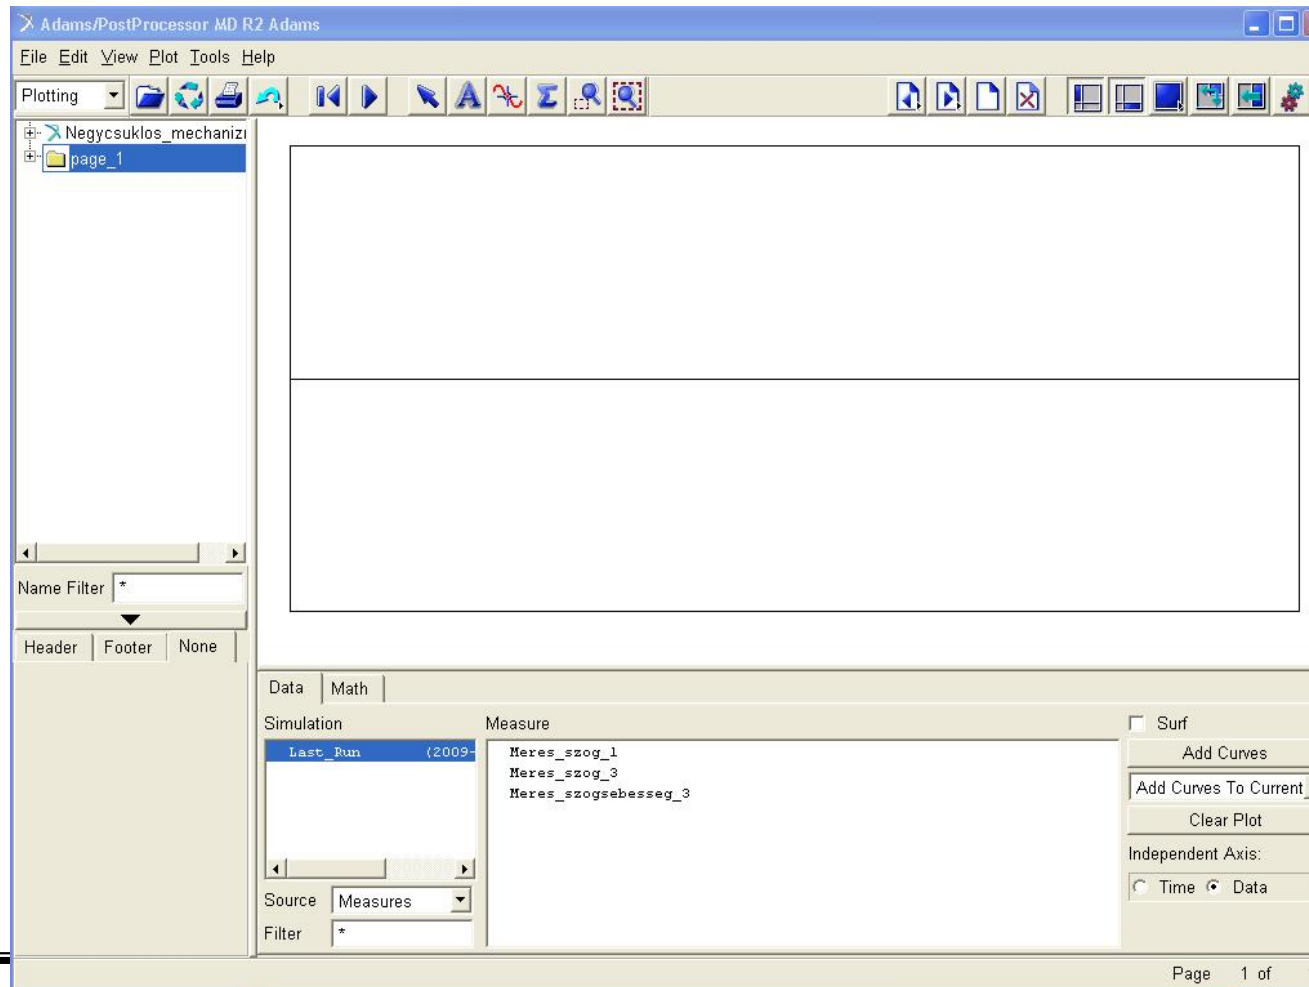 Adams/PostProcessor MD R2 Adams
File Edit View Plot Tools Help
Plotting
Negycsuklos_mechanizı
page_1
Name Filter *
Header Footer None
Data Math
Simulation Measure
Surf
Last_Run (2009-
Meres_szog_1
Meres_szog_3
Meres_szogsebesseg_3
Add Curves
Add Curves To Current
Clear Plot
Independent Axis:
Time Data
Source Measures
Filter *
Page 1 of